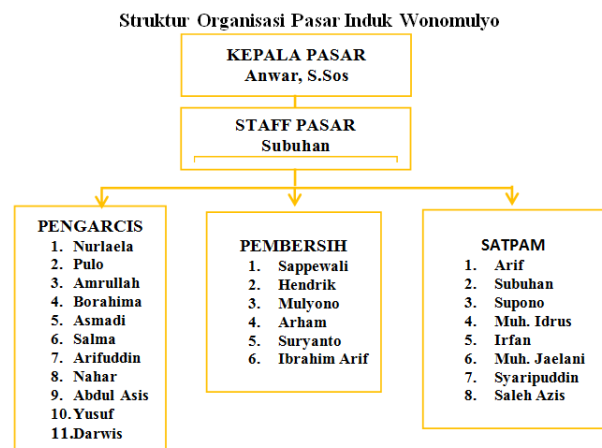 Struktur Organisasi Pasar Induk Wonomulyo
KEPALA PASAR
Anwar, S.Sos
STAFF PASAR
Subuhan
PENGARCIS
1. Nurlaela
2. Pulo
3. Amrullah
4. Borahima
5. Asmadi
6. Salma
7. Arifuddin
8. Nahar
9. Abdul Asis
10. Yusuf
11.Darwis
PEMBERSIH
1. Sappewali
2. Hendrik
3. Mulyono
4. Arham
5. Suryanto
6. Ibrahim Arif
SATPAM
1. Arif
2. Subuhan
3. Supono
4. Muh. Idrus
5. Irfan
6. Muh. Jaelani
7. Syaripuddin
8. Saleh Azis